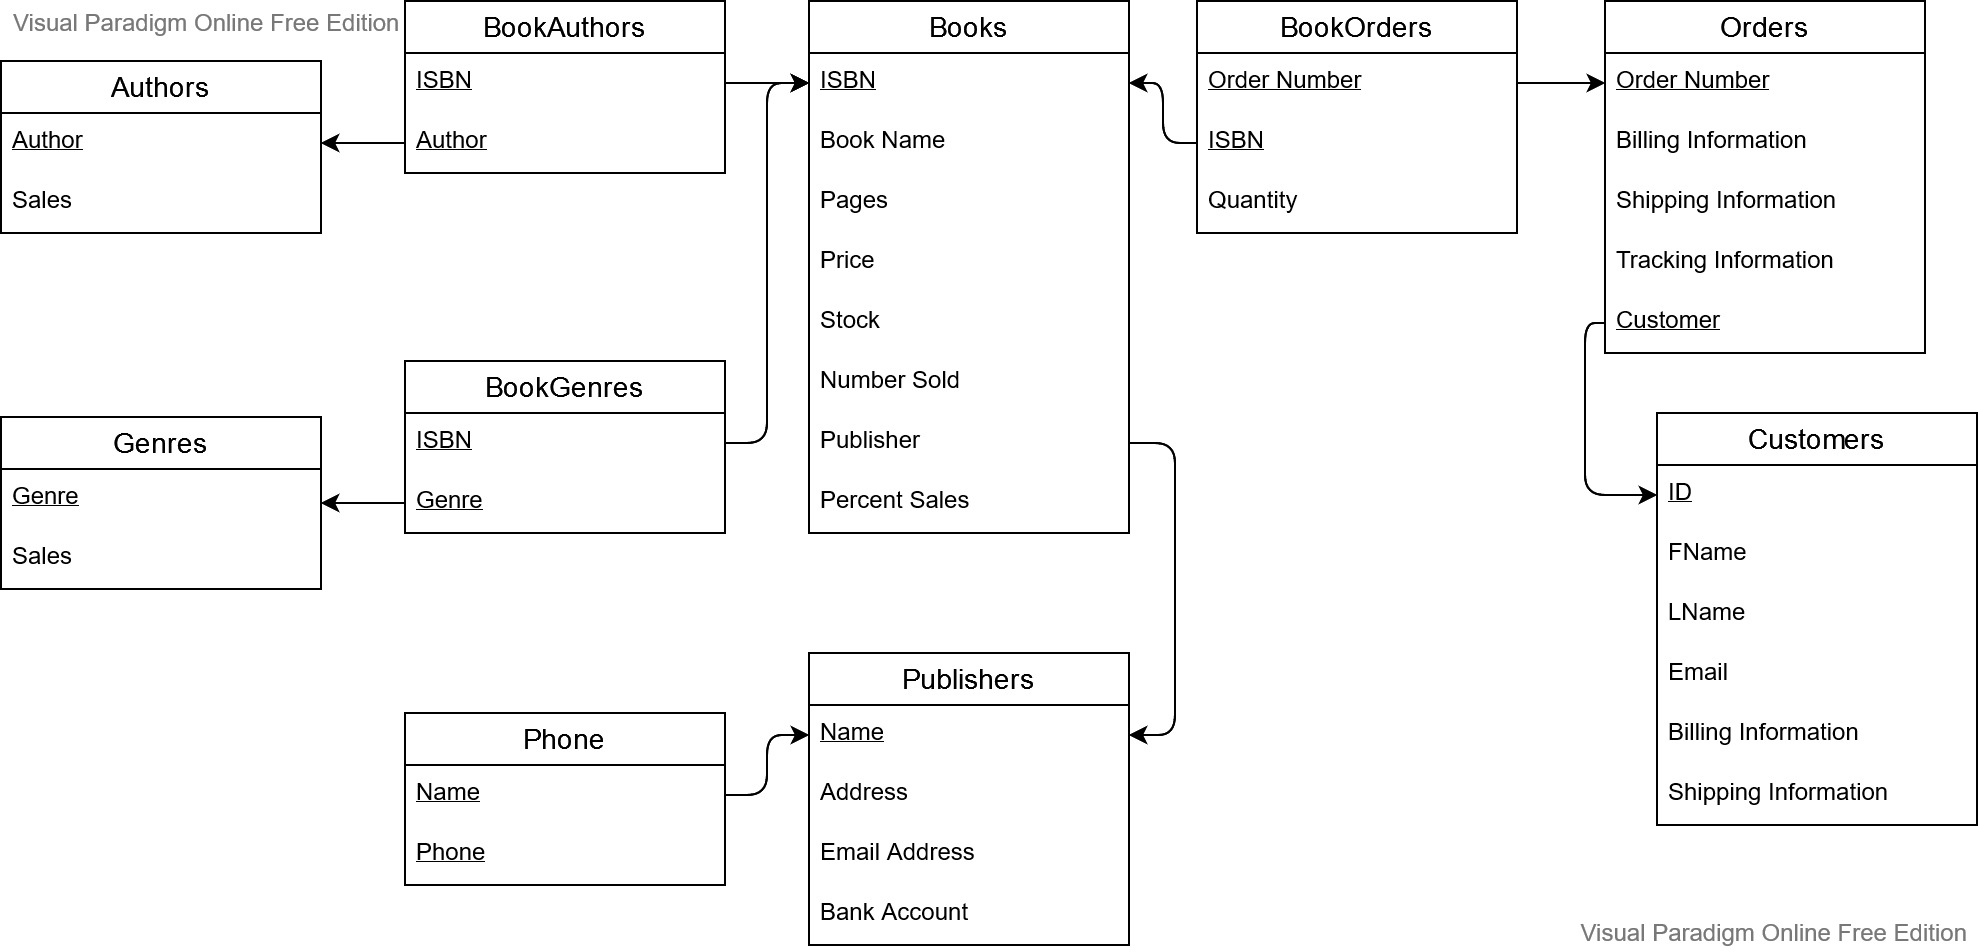 Visual Paradigm Online Free Edition
Authors
Author
Sales
BookAuthors
ISBN
Author
Books
ISBN
Book Name
Pages
Price
Stock
Number Sold
Publisher
Percent Sales
BookOrders
Order Number
ISBN
Quantity
Orders
Order Number
Billing Information
Shipping Information
Tracking Information
Customer
Genres
Genre
Sales
BookGenres
ISBN
Genre
Customers
ID
FName
LName
Email
Billing Information
Shipping Information
Phone
Name
Phone
Publishers
Name
Address
Email Address
Bank Account
Visual Paradigm Online Free Edition